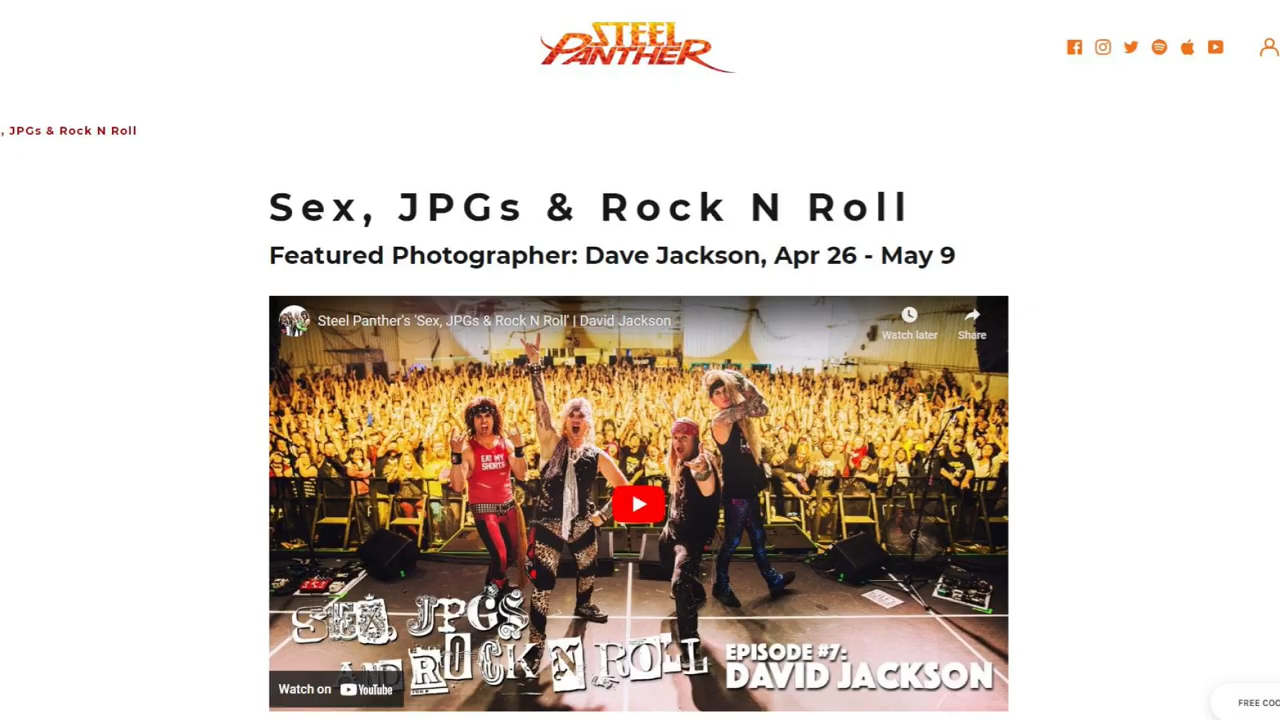 STEEL
PANTHER
, JPGs & Rock N Roll
Sex, JPGs & Rock N Roll
Featured Photographer: Dave Jackson, Apr 26 - May 9
Steel Panther's 'Sex, JPGs & Rock N Roll' | David Jackson
Watch later
Share
EAT MY
SHORTS
SEX, JPGS
AND ROCK N ROLL
EPISODE #7:
DAVID JACKSON
Watch on YouTube
FREE